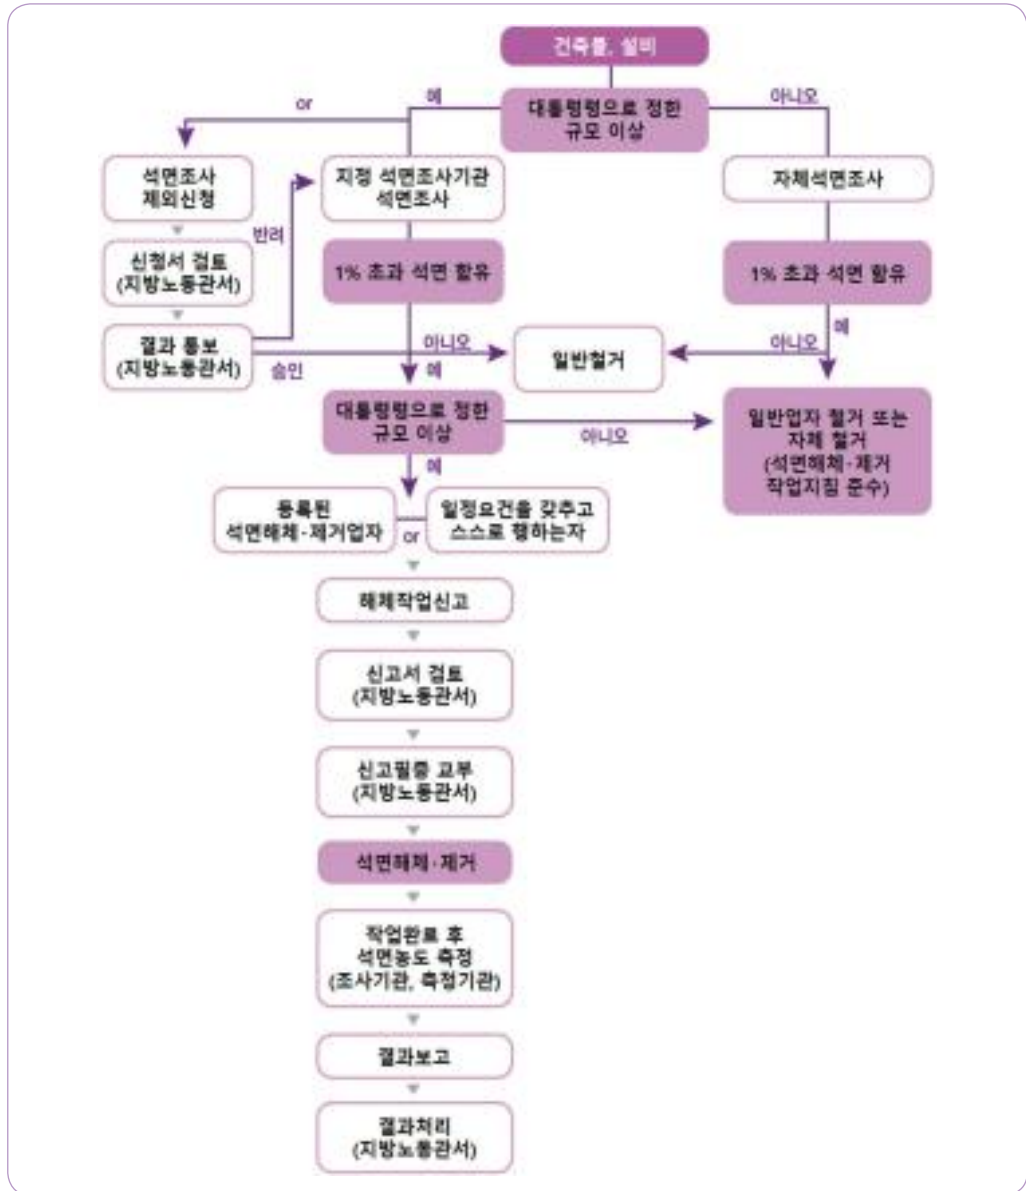 건축물, 설비
대통령령으로 정한
규모 이상
예
아니오
or
석면조사
제외신청
지정 석면조사기관
석면조사
자체석면조사
반려
신청서 검토
(지방노동관서)
1% 초과 석면 함유
1% 초과 석면 함유
결과 통보
(지방노동관서)
승인
아니오
예
일반철거
아니오
예
대통령령으로 정한
규모 이상
아니오
일반업자 철거 또는
자체 철거
(석면해체·제거
작업지침 준수)
예
등록된
석면해체·제거업자
or
일정요건을 갖추고
스스로 행하는자
해체작업신고
신고서 검토
(지방노동관서)
신고필증 교부
(지방노동관서)
석면해체·제거
작업완료 후
석면농도 측정
(조사기관, 측정기관)
결과보고
결과처리
(지방노동관서)